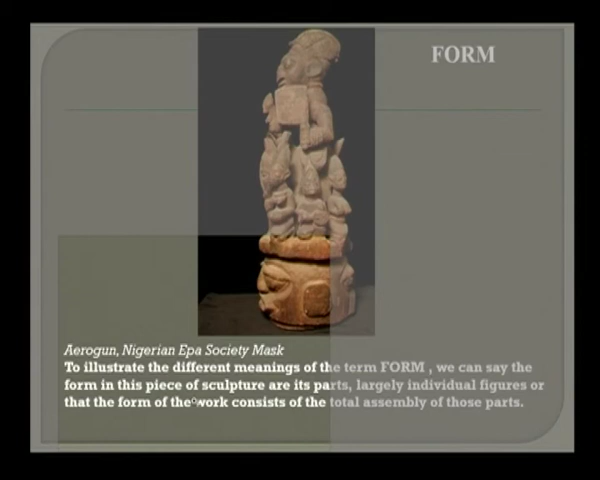 FORM
Aerogun, Nigerian Epa Society Mask
To illustrate the different meanings of the term FORM , we can say the
form in this piece of sculpture are its parts, largely individual figures or
that the form of the work consists of the total assembly of those parts.